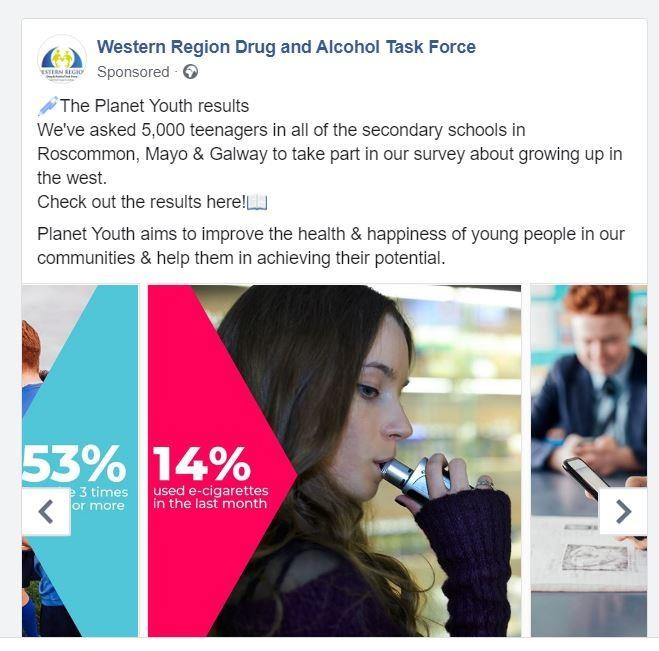 Western Region Drug and Alcohol Task Force
WESTERN REGION
Sponsored ·
The Planet Youth results
We've asked 5,000 teenagers in all of the secondary schools in
Roscommon, Mayo & Galway to take part in our survey about growing up in
the west.
Check out the results here!
Planet Youth aims to improve the health & happiness of young people in our
communities & help them in achieving their potential.
53%
3 times
or more
14%
used e-cigarettes
in the last month